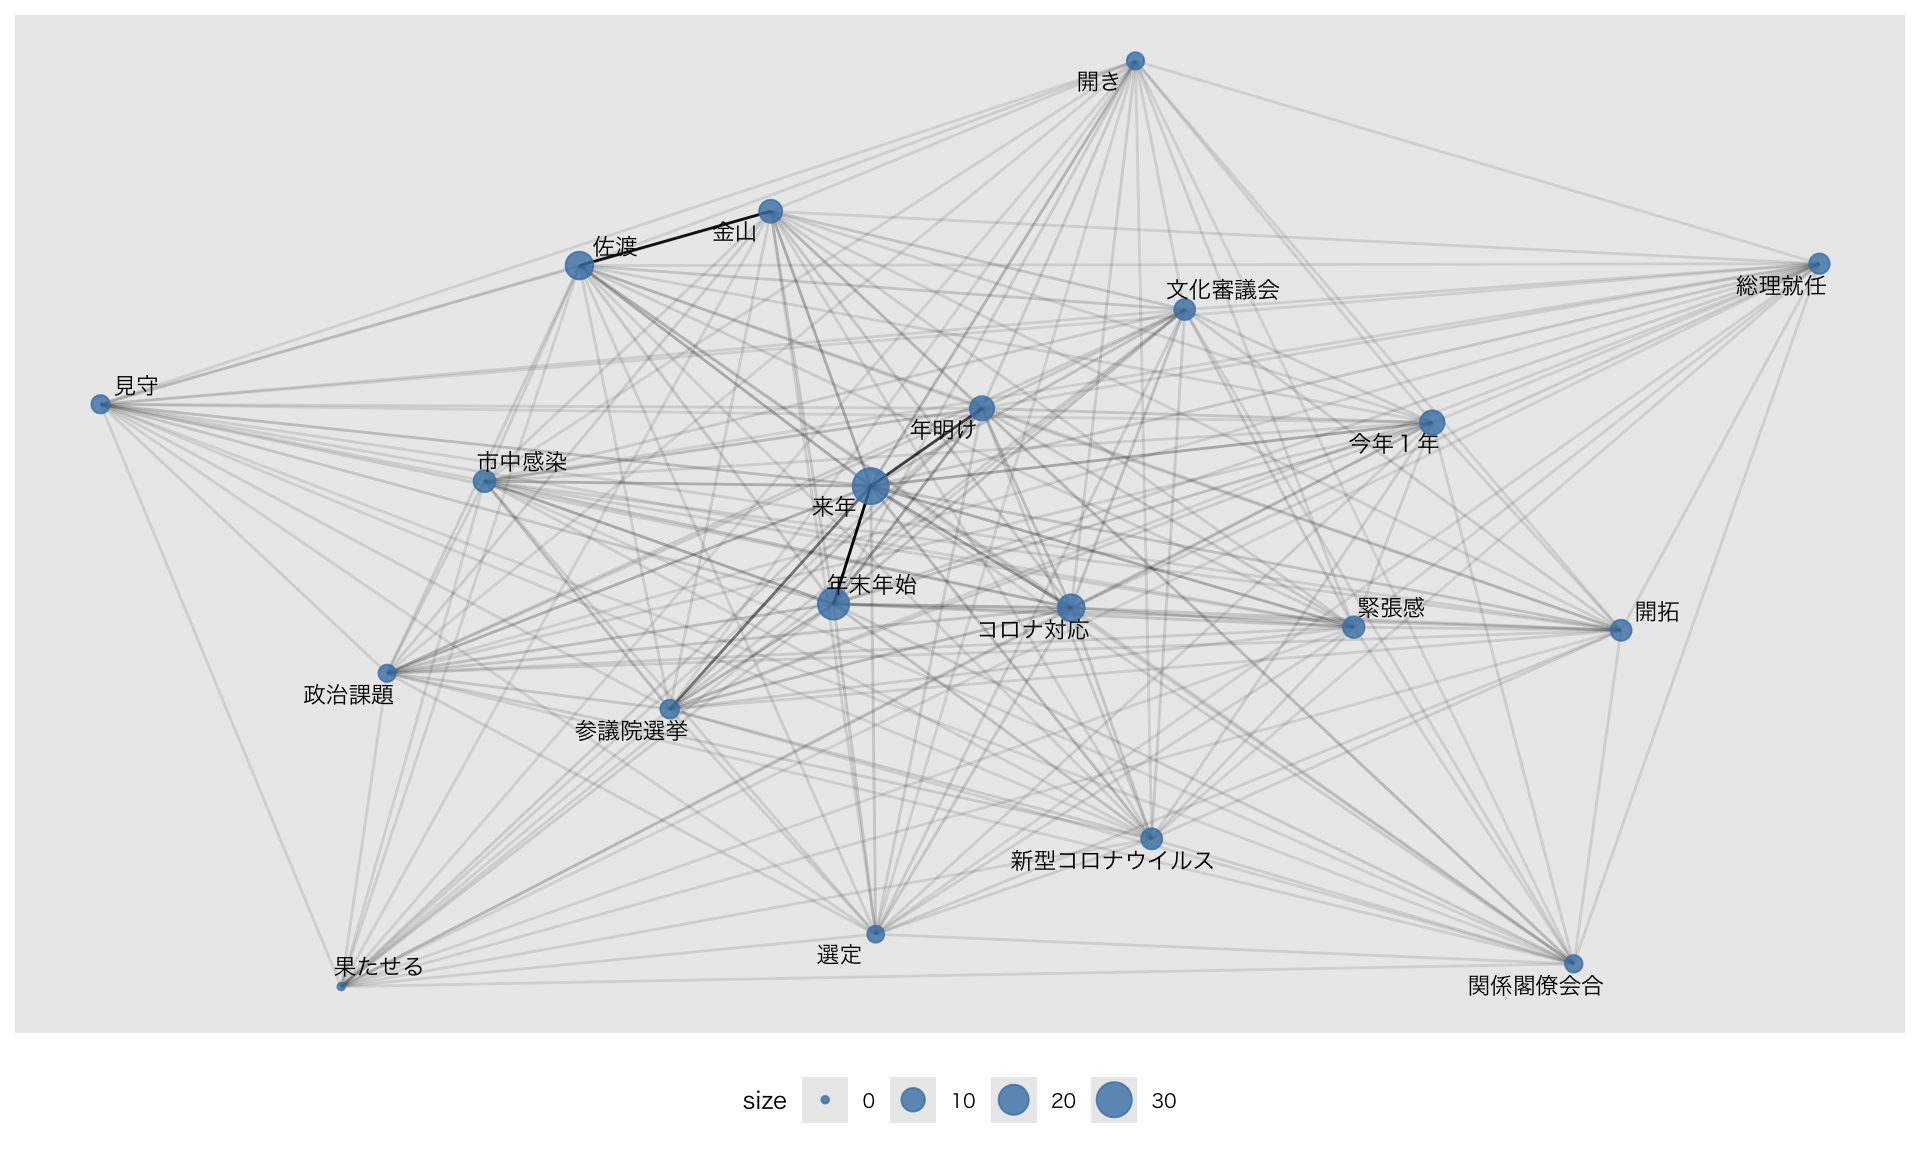 開き
金山
佐渡
総理就任
文化審議会
見守
年明け
今年１年
市中感染
来年
年末年始
緊張感
開拓
コロナ対応
政治課題
参議院選挙
新型コロナウイルス
選定
果たせる
関係閣僚会合
size 0 10 20 30